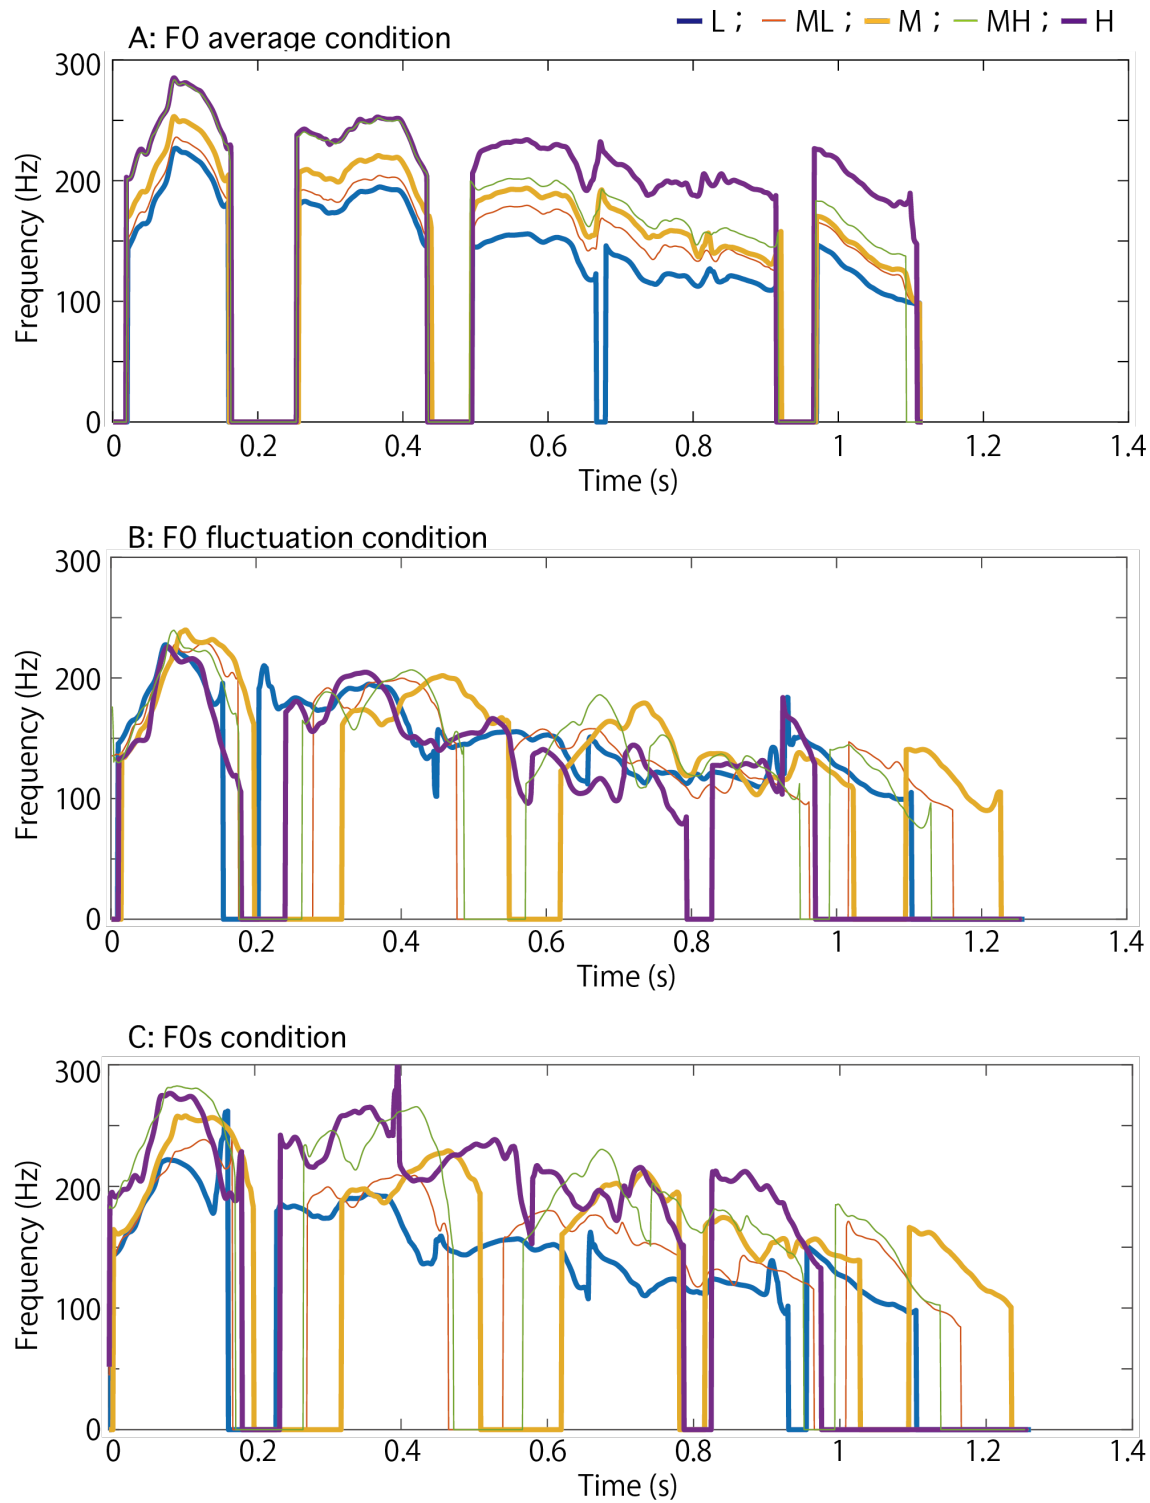 L ; ML ; M ; MH ; H
A: F0 average condition
300
200
100
0
Frequency (Hz)
0 0.2 0.4 0.6 0.8 1 1.2 1.4
Time (s)
B: F0 fluctuation condition
300
200
100
0
Frequency (Hz)
0 0.2 0.4 0.6 0.8 1 1.2 1.4
Time (s)
C: F0s condition
300
200
100
0
Frequency (Hz)
0 0.2 0.4 0.6 0.8 1 1.2 1.4
Time (s)